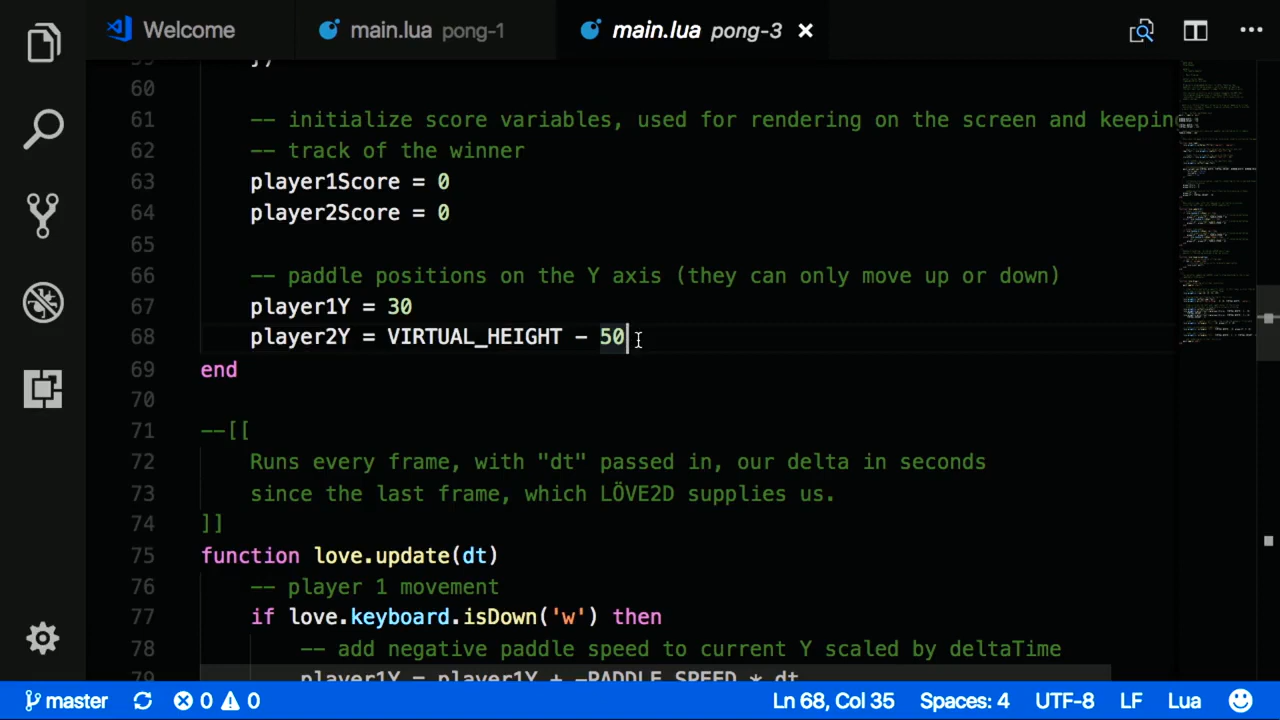 Welcome
main.lua pong-1
main.lua pong-3
60
61 -- initialize score variables, used for rendering on the screen and keeping
62 -- track of the winner
63 player1Score = 0
64 player2Score = 0
65
66 -- paddle positions on the Y axis (they can only move up or down)
67 player1Y = 30
68 player2Y = VIRTUAL_HEIGHT - 50
69 end
70
71 --[[
72 Runs every frame, with "dt" passed in, our delta in seconds
73 since the last frame, which LÖVE2D supplies us.
74 ]]
75 function love.update(dt)
76 -- player 1 movement
77 if love.keyboard.isDown('w') then
78 -- add negative paddle speed to current Y scaled by deltaTime
79 player1Y = player1Y + -PADDLE_SPEED * dt
master 0 0 Ln 68, Col 35 Spaces: 4 UTF-8 LF Lua